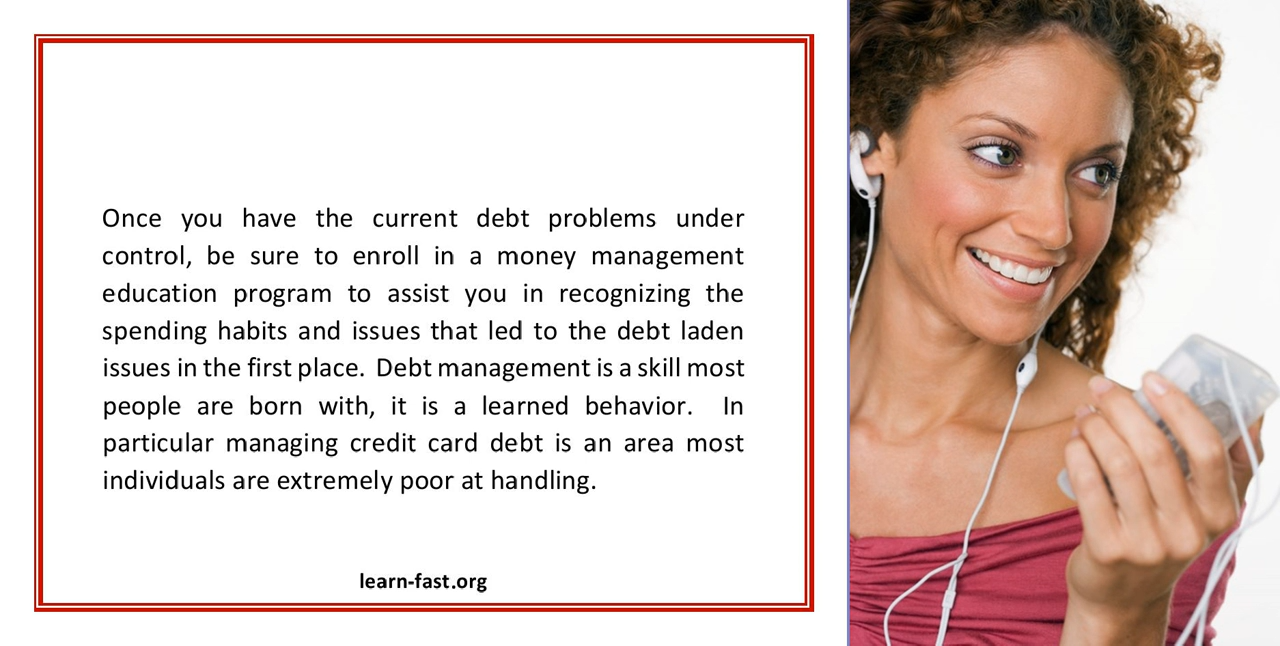 Once you have the current debt problems under
control, be sure to enroll in a money management
education program to assist you in recognizing the
spending habits and issues that led to the debt laden
issues in the first place. Debt management is a skill most
people are born with, it is a learned behavior. In
particular managing credit card debt is an area most
individuals are extremely poor at handling.
learn-fast.org